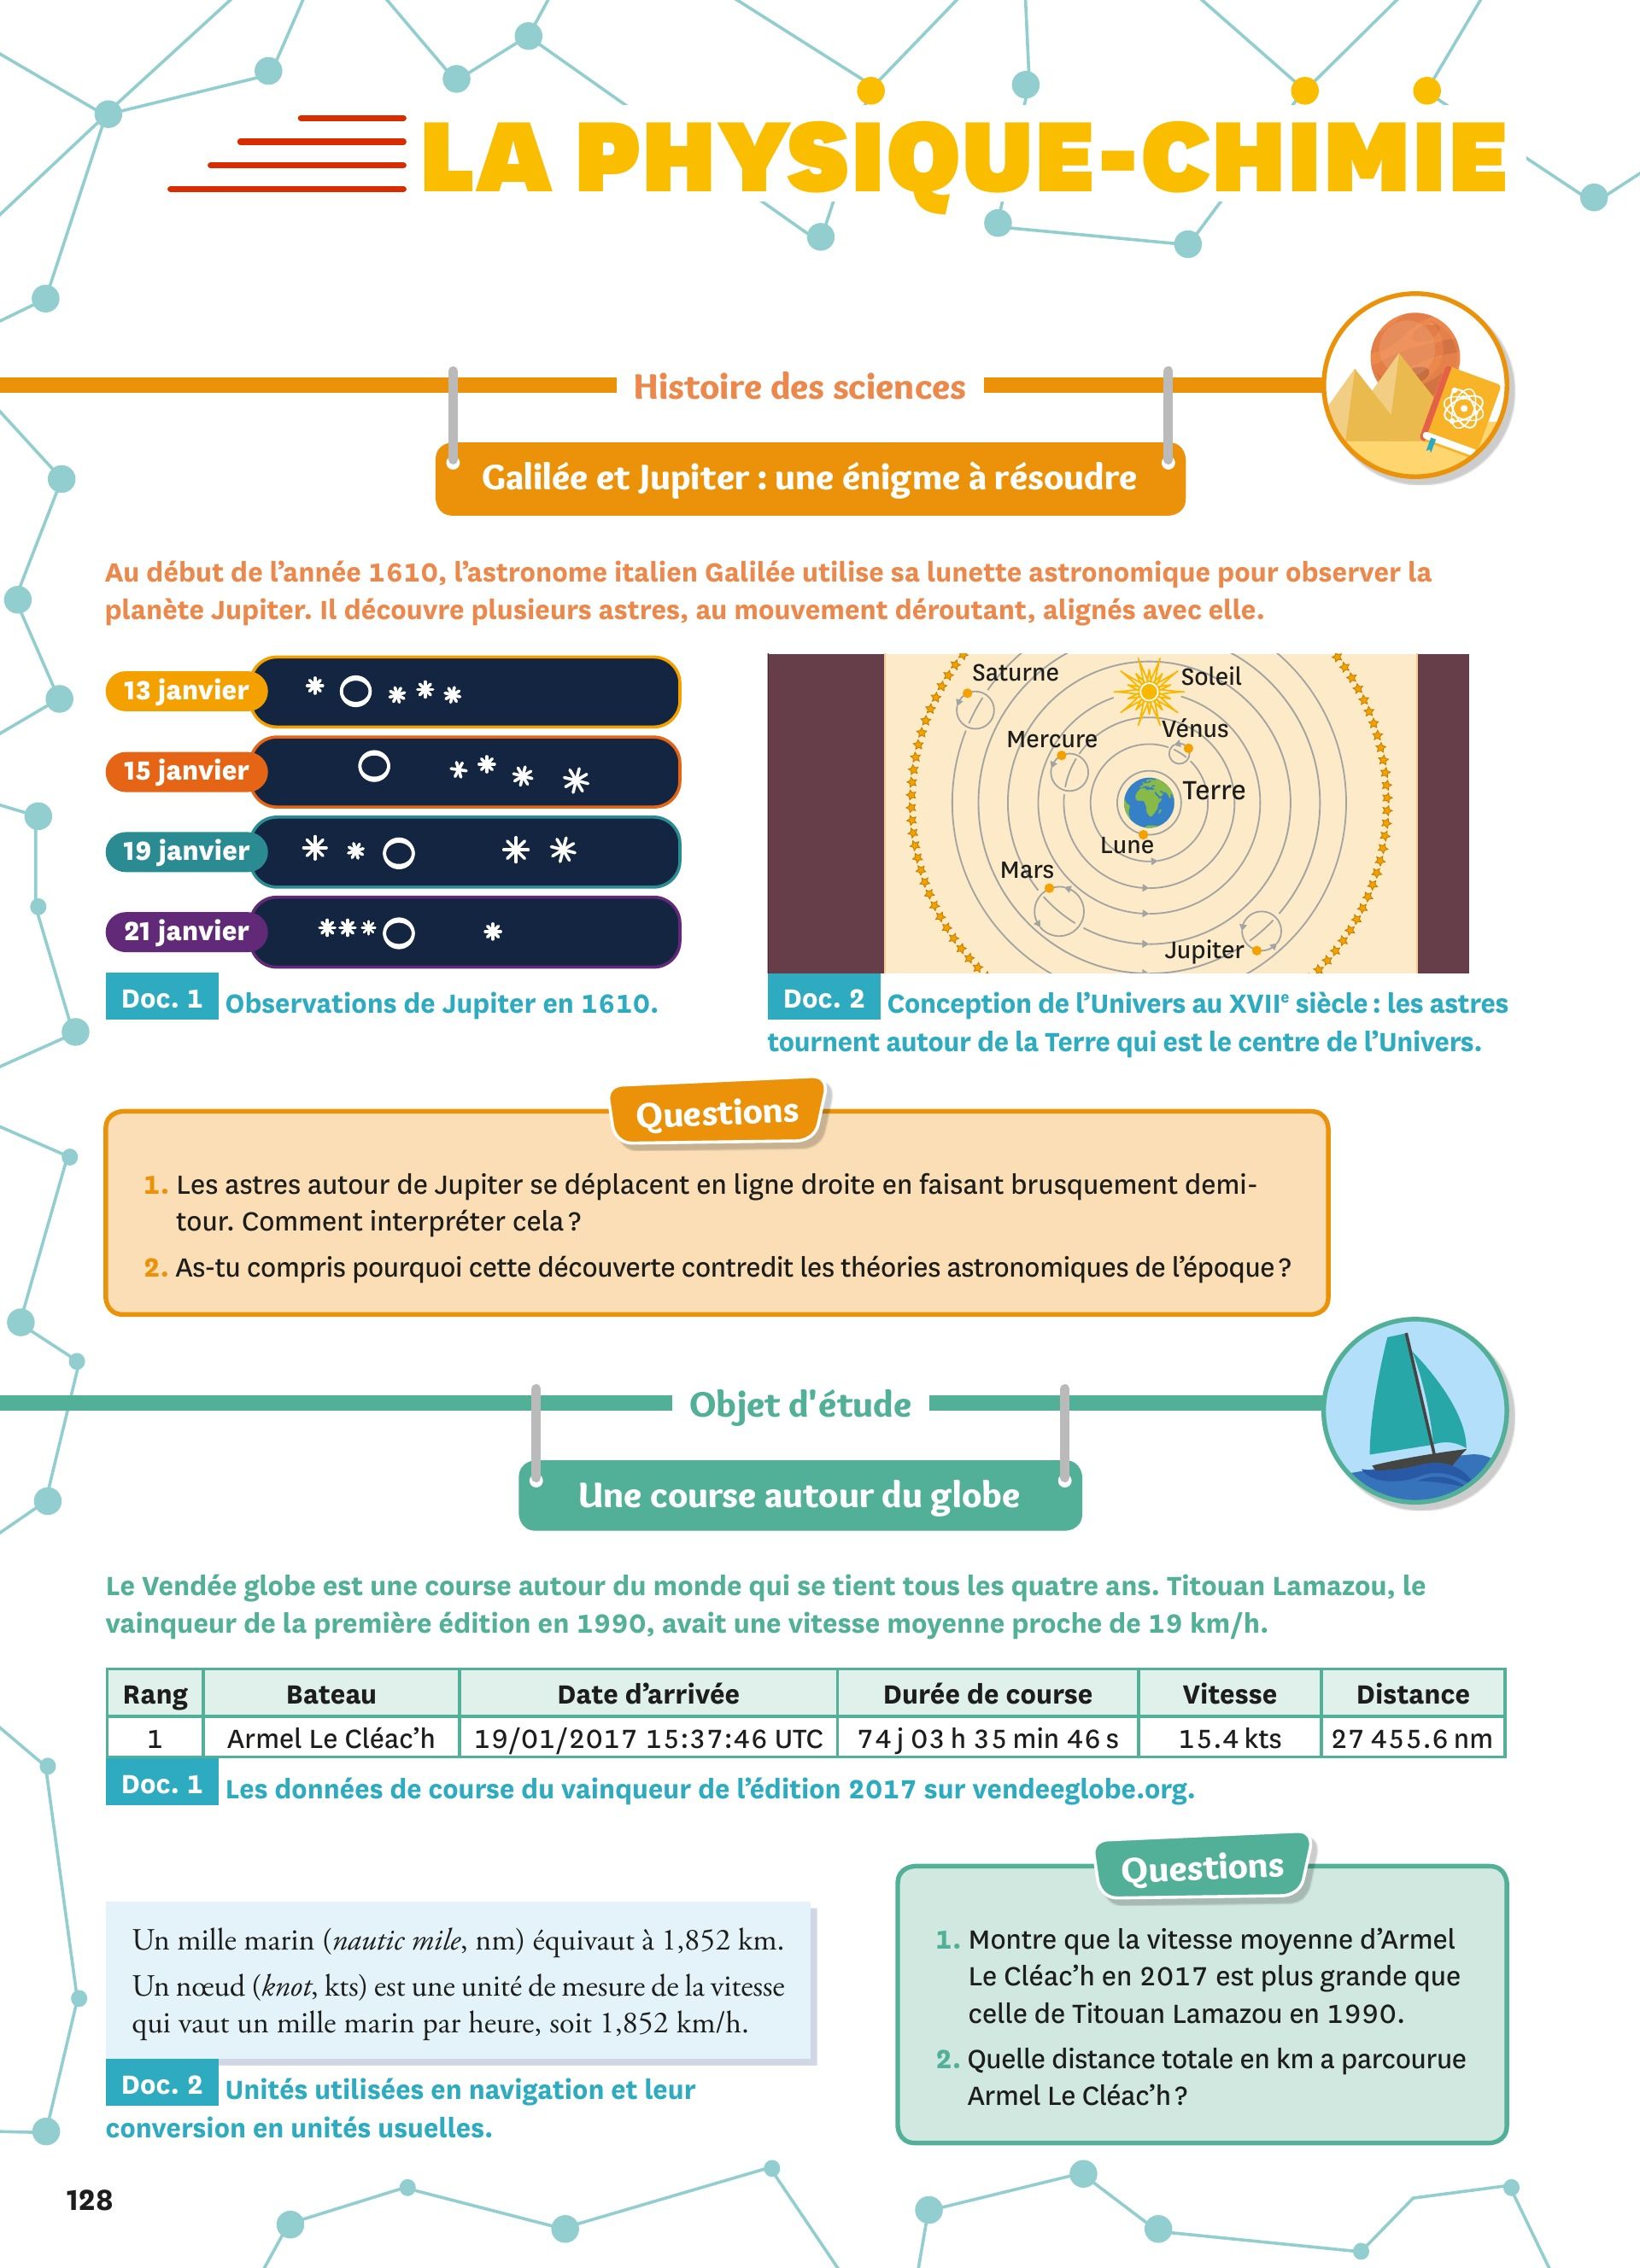 LA PHYSIQUE-CHIMIE
Histoire des sciences
Galilée et Jupiter : une énigme à résoudre
Au début de l’année 1610, l’astronome italien Galilée utilise sa lunette astronomique pour observer la
planète Jupiter. Il découvre plusieurs astres, au mouvement déroutant, alignés avec elle.
13 janvier
15 janvier
19 janvier
21 janvier
Doc. 1 Observations de Jupiter en 1610.
Saturne
Soleil
Mercure
Vénus
Terre
Lune
Mars
Jupiter
Doc. 2 Conception de l’Univers au XVIIe siècle : les astres
tournent autour de la Terre qui est le centre de l’Univers.
Questions
1. Les astres autour de Jupiter se déplacent en ligne droite en faisant brusquement demi-
tour. Comment interpréter cela ?
2. As-tu compris pourquoi cette découverte contredit les théories astronomiques de l’époque ?
Objet d'étude
Une course autour du globe
Le Vendée globe est une course autour du monde qui se tient tous les quatre ans. Titouan Lamazou, le
vainqueur de la première édition en 1990, avait une vitesse moyenne proche de 19 km/h.
Rang Bateau Date d’arrivée Durée de course Vitesse Distance
1 Armel Le Cléac’h 19/01/2017 15:37:46 UTC 74 j 03 h 35 min 46 s 15.4 kts 27 455.6 nm
Doc. 1 Les données de course du vainqueur de l’édition 2017 sur vendeeglobe.org.
Un mille marin (nautic mile, nm) équivaut à 1,852 km.
Un nœud (knot, kts) est une unité de mesure de la vitesse
qui vaut un mille marin par heure, soit 1,852 km/h.
Doc. 2 Unités utilisées en navigation et leur
conversion en unités usuelles.
Questions
1. Montre que la vitesse moyenne d’Armel
Le Cléac’h en 2017 est plus grande que
celle de Titouan Lamazou en 1990.
2. Quelle distance totale en km a parcourue
Armel Le Cléac’h ?
128